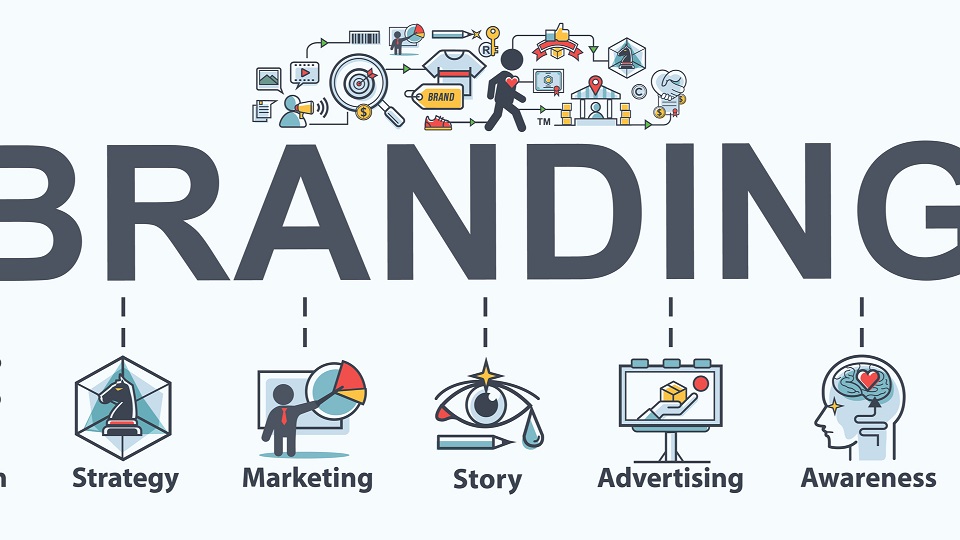 R
BRAND
TM
C
$
$
$
BRANDING
n
Strategy
Marketing
Story
Advertising
Awareness